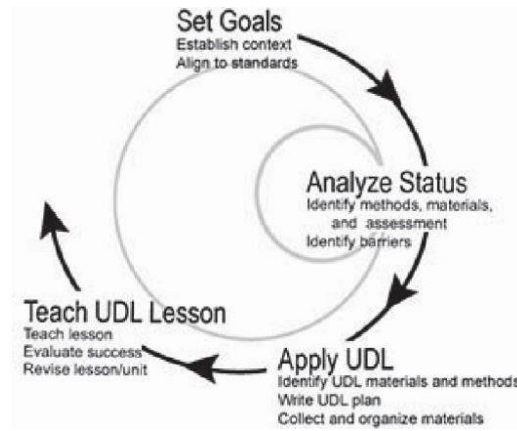 Set Goals
Establish context
Align to standards
Analyze Status
Identify methods, materials,
and assessment
Identify barriers
Teach UDL Lesson
Teach lesson
Evaluate success
Revise lesson/unit
Apply UDL
Identify UDL materials and methods
Write UDL plan
Collect and organize materials